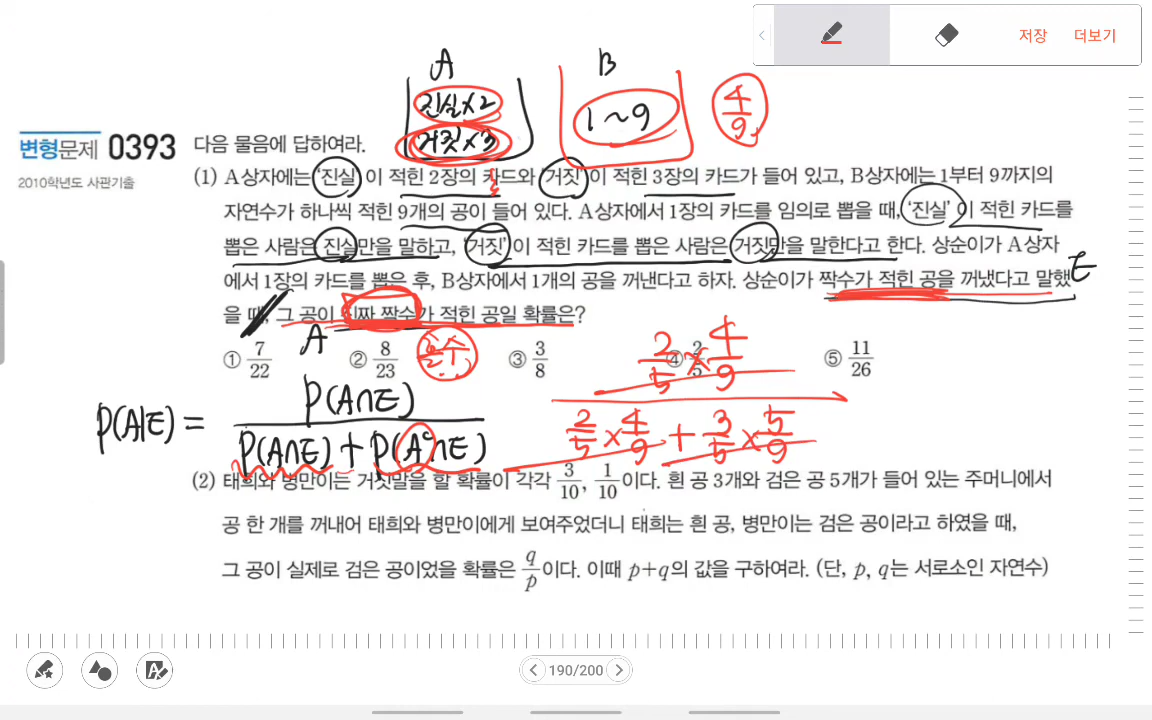 저장 더보기
A B
진실×2 1~9 4/9
거짓×3
변형문제 0393 다음 물음에 답하여라.
2010학년도 사관기출
(1) A상자에는 '진실'이 적힌 2장의 카드와 '거짓'이 적힌 3장의 카드가 들어 있고, B상자에는 1부터 9까지의
자연수가 하나씩 적힌 9개의 공이 들어 있다. A상자에서 1장의 카드를 임의로 뽑을 때, '진실'이 적힌 카드를
뽑은 사람은 진실만을 말하고, '거짓'이 적힌 카드를 뽑은 사람은 거짓만을 말한다고 한다. 상순이가 A상자
에서 1장의 카드를 뽑은 후, B상자에서 1개의 공을 꺼낸다고 하자. 상순이가 짝수가 적힌 공을 꺼냈다고 말했 E
을 때, 그 공이 진짜 짝수가 적힌 공일 확률은?
A
① 7/22 ② 8/23 ③ 3/8 ④ 2/5 ⑤ 11/26
2/5 × 4/9
P(A|E) = P(A∩E) / P(A∩E) + P(Aᶜ∩E)
2/5 × 4/9 + 3/5 × 5/9
(2) 태희와 병만이는 거짓말을 할 확률이 각각 3/10, 1/10이다. 흰 공 3개와 검은 공 5개가 들어 있는 주머니에서
공 한 개를 꺼내어 태희와 병만이에게 보여주었더니 태희는 흰 공, 병만이는 검은 공이라고 하였을 때,
그 공이 실제로 검은 공이었을 확률은 q/p이다. 이때 p+q의 값을 구하여라. (단, p, q는 서로소인 자연수)
190/200